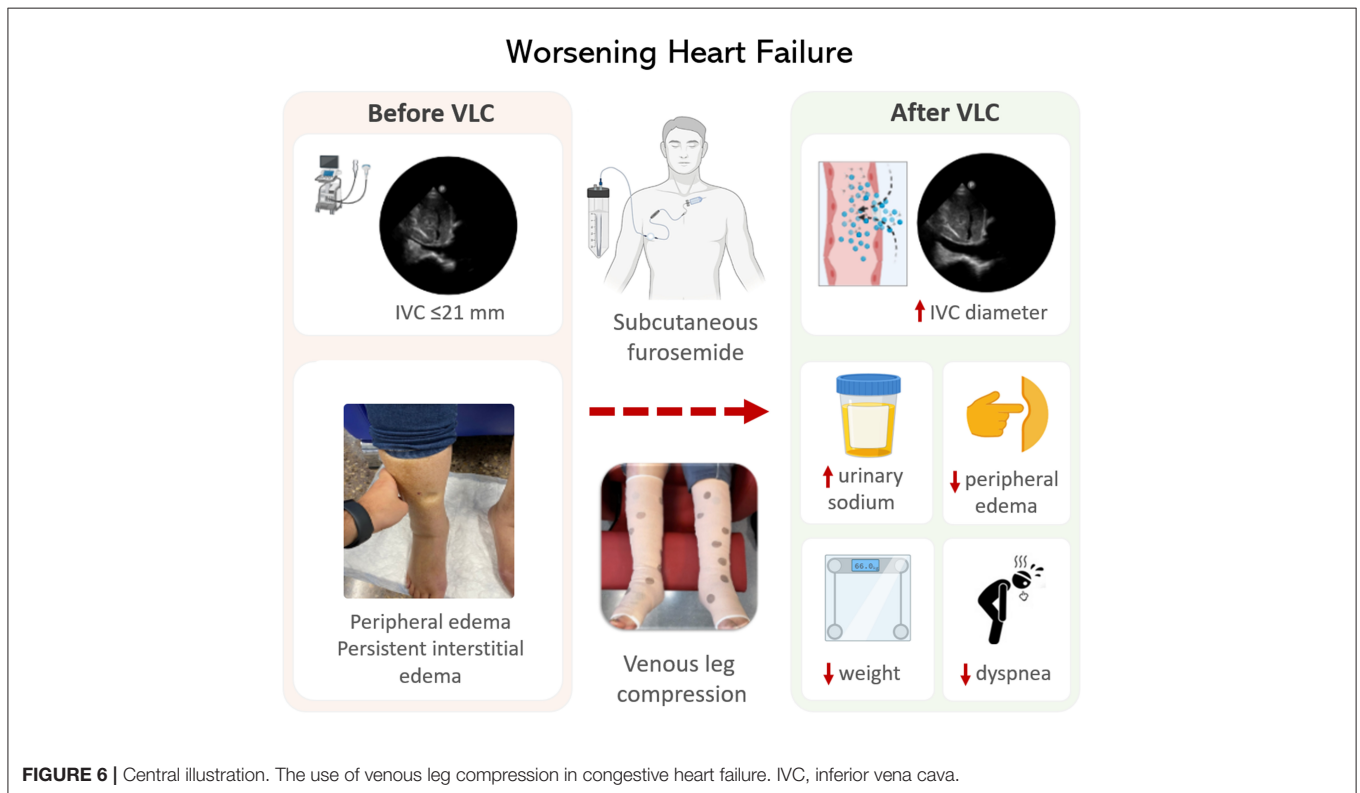 Worsening Heart Failure
Before VLC
IVC ≤21 mm
Peripheral edema
Persistent interstitial
edema
Subcutaneous
furosemide
Venous leg
compression
After VLC
↑ IVC diameter
↑ urinary
sodium
↓ peripheral
edema
66.0
↓ weight
↓ dyspnea
FIGURE 6 | Central illustration. The use of venous leg compression in congestive heart failure. IVC, inferior vena cava.